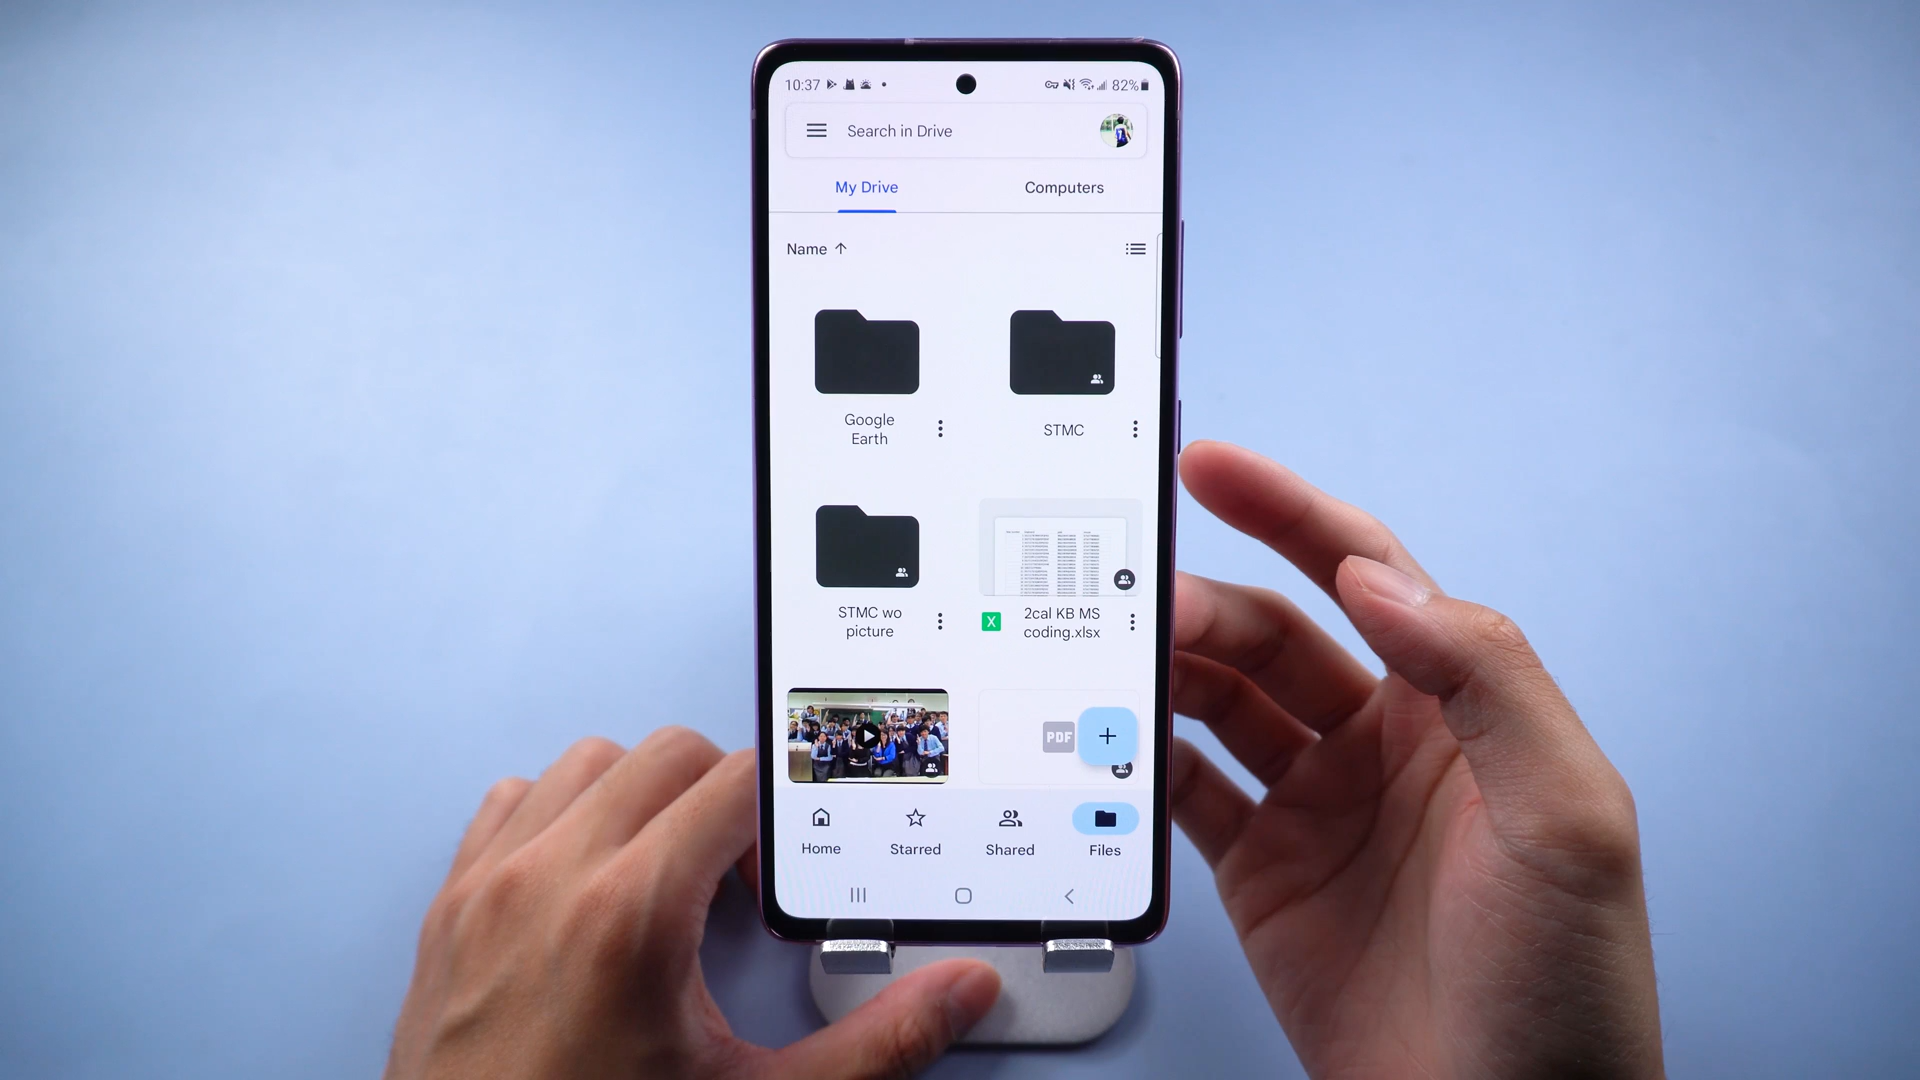 10:37
82%
Search in Drive
My Drive
Computers
Name
Google
Earth
STMC
STMC wo
picture
X
2cal KB MS
coding.xlsx
PDF
Home
Starred
Shared
Files